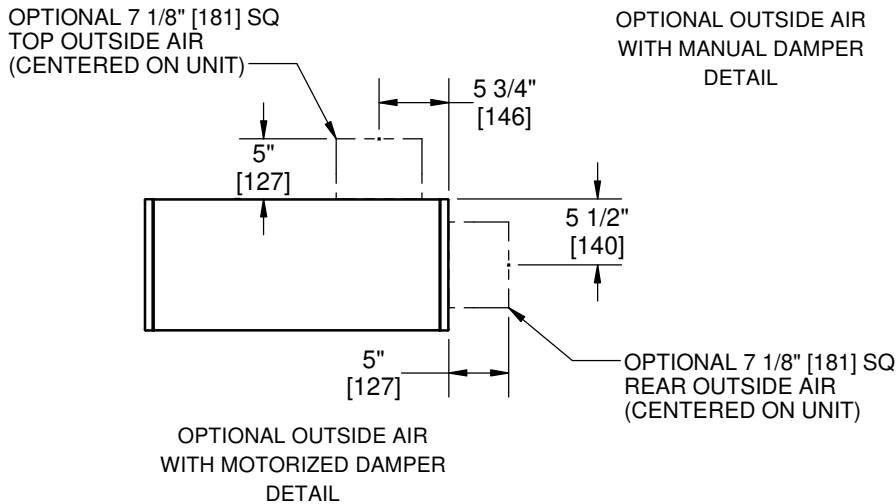 OPTIONAL 7 1/8" [181] SQ
TOP OUTSIDE AIR
(CENTERED ON UNIT)
OPTIONAL OUTSIDE AIR
WITH MANUAL DAMPER
DETAIL
5 3/4"
[146]
5"
[127]
5 1/2"
[140]
5"
[127]
OPTIONAL 7 1/8" [181] SQ
REAR OUTSIDE AIR
(CENTERED ON UNIT)
OPTIONAL OUTSIDE AIR
WITH MOTORIZED DAMPER
DETAIL